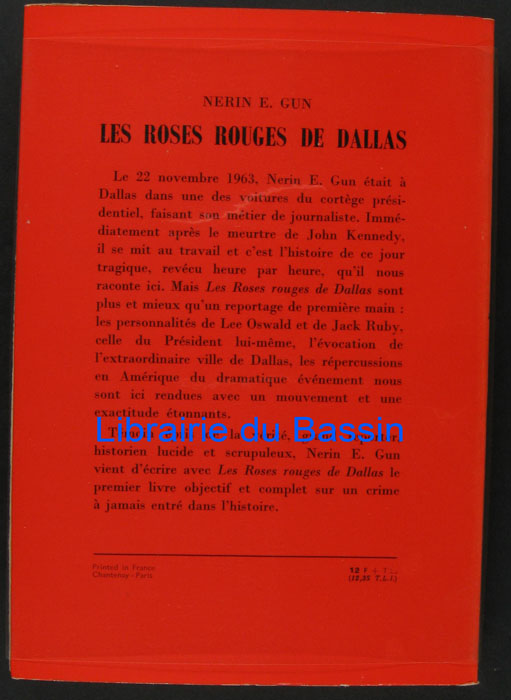 NERIN E. GUN
LES ROSES ROUGES DE DALLAS
Le 22 novembre 1963, Nerin E. Gun était à
Dallas dans une des voitures du cortège prési-
dentiel, faisant son métier de journaliste. Immé-
diatement après le meurtre de John Kennedy,
il se mit au travail et c'est l'histoire de ce jour
tragique, revécu heure par heure, qu'il nous
raconte ici. Mais Les Roses rouges de Dallas sont
plus et mieux qu'un reportage de première main :
les personnalités de Lee Oswald et de Jack Ruby,
celle du Président lui-même, l'évocation de
l'extraordinaire ville de Dallas, les répercussions
en Amérique du dramatique événement nous
sont ici rendues avec un mouvement et une
exactitude étonnants.
Librairie du Bassin
la
historien lucide et scrupuleux, Nerin E. Gun
vient d'écrire avec Les Roses rouges de Dallas le
premier livre objectif et complet sur un crime
à jamais entré dans l'histoire.
Printed in France
Chantenay - Paris
12 F +
(12,35 T.L.I.)